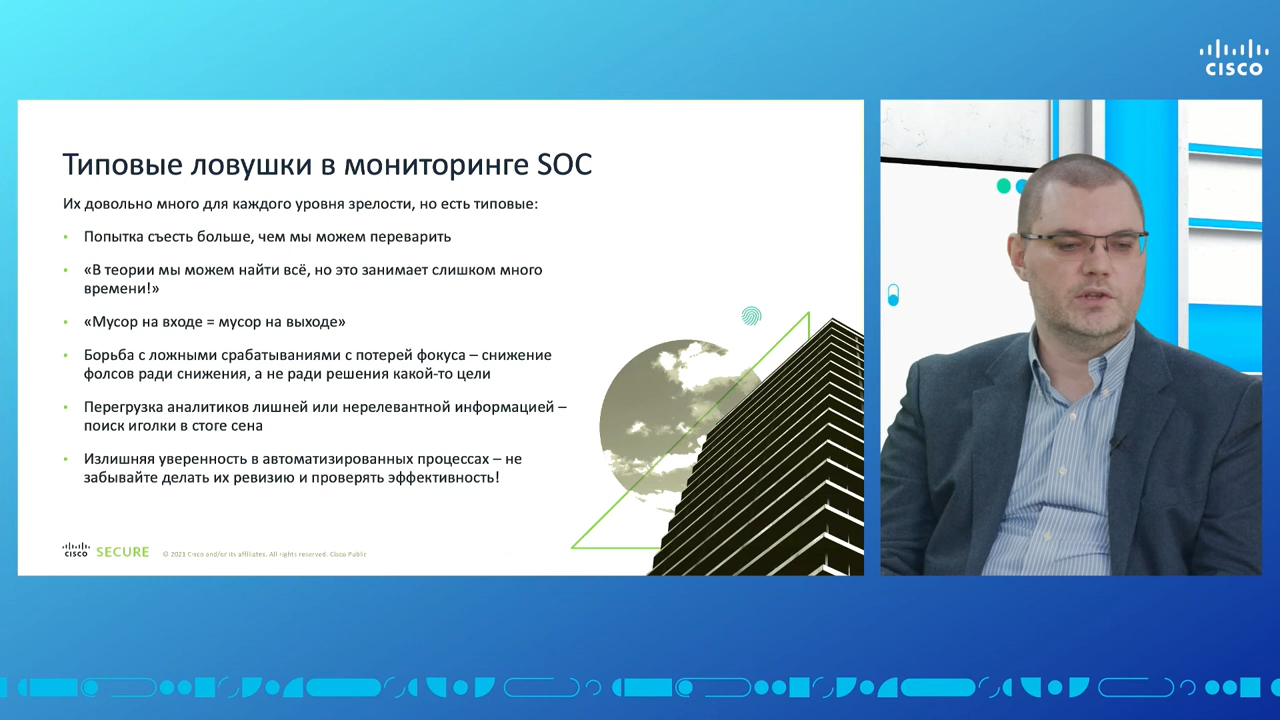 CISCO
Типовые ловушки в мониторинге SOC
Их довольно много для каждого уровня зрелости, но есть типовые:
• Попытка съесть больше, чем мы можем переварить
• «В теории мы можем найти всё, но это занимает слишком много
времени!»
• «Мусор на входе = мусор на выходе»
• Борьба с ложными срабатываниями с потерей фокуса – снижение
фолсов ради снижения, а не ради решения какой-то цели
• Перегрузка аналитиков лишней или нерелевантной информацией –
поиск иголки в стоге сена
• Излишняя уверенность в автоматизированных процессах – не
забывайте делать их ревизию и проверять эффективность!
CISCO SECURE © 2021 Cisco and/or its affiliates. All rights reserved. Cisco Public